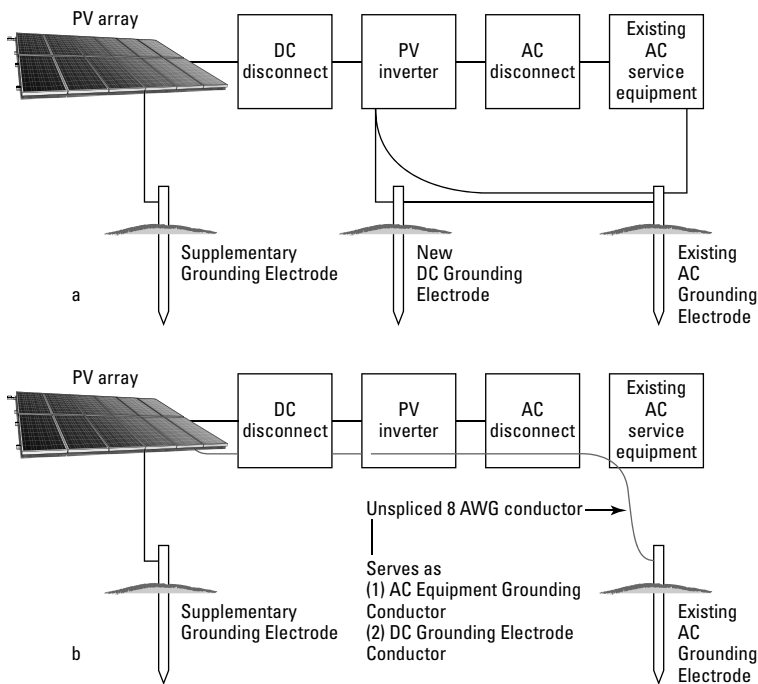 PV array
DC
disconnect
PV
inverter
AC
disconnect
Existing
AC
service
equipment
Supplementary
Grounding Electrode
New
DC Grounding
Electrode
Existing
AC
Grounding
Electrode
a
PV array
DC
disconnect
PV
inverter
AC
disconnect
Existing
AC
service
equipment
Unspliced 8 AWG conductor
Serves as
(1) AC Equipment Grounding
Conductor
(2) DC Grounding Electrode
Conductor
Supplementary
Grounding Electrode
Existing
AC
Grounding
Electrode
b